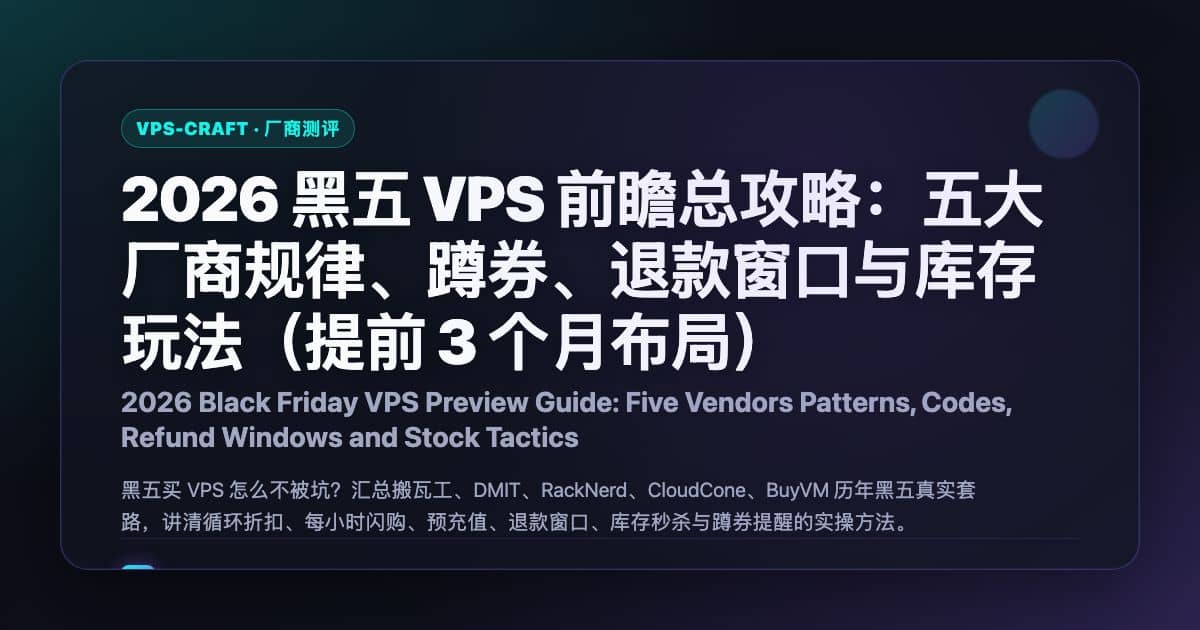 VPS-CRAFT · 厂商测评
2026 黑五 VPS 前瞻总攻略：五大
厂商规律、蹲券、退款窗口与库存
玩法（提前 3 个月布局）
2026 Black Friday VPS Preview Guide: Five Vendors Patterns, Codes,
Refund Windows and Stock Tactics
黑五买 VPS 怎么不被坑？汇总搬瓦工、DMIT、RackNerd、CloudCone、BuyVM 历年黑五真实套
路，讲清循环折扣、每小时闪购、预充值、退款窗口、库存秒杀与蹲券提醒的实操方法。